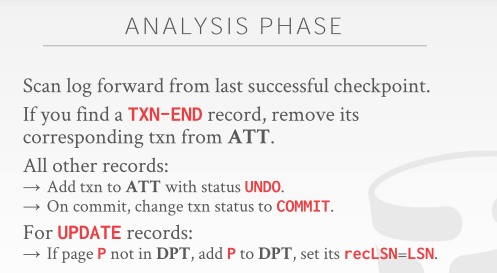 ANALYSIS PHASE
Scan log forward from last successful checkpoint.
If you find a TXN-END record, remove its
corresponding txn from ATT.
All other records:
→ Add txn to ATT with status UNDO.
→ On commit, change txn status to COMMIT.
For UPDATE records:
→ If page P not in DPT, add P to DPT, set its recLSN=LSN.